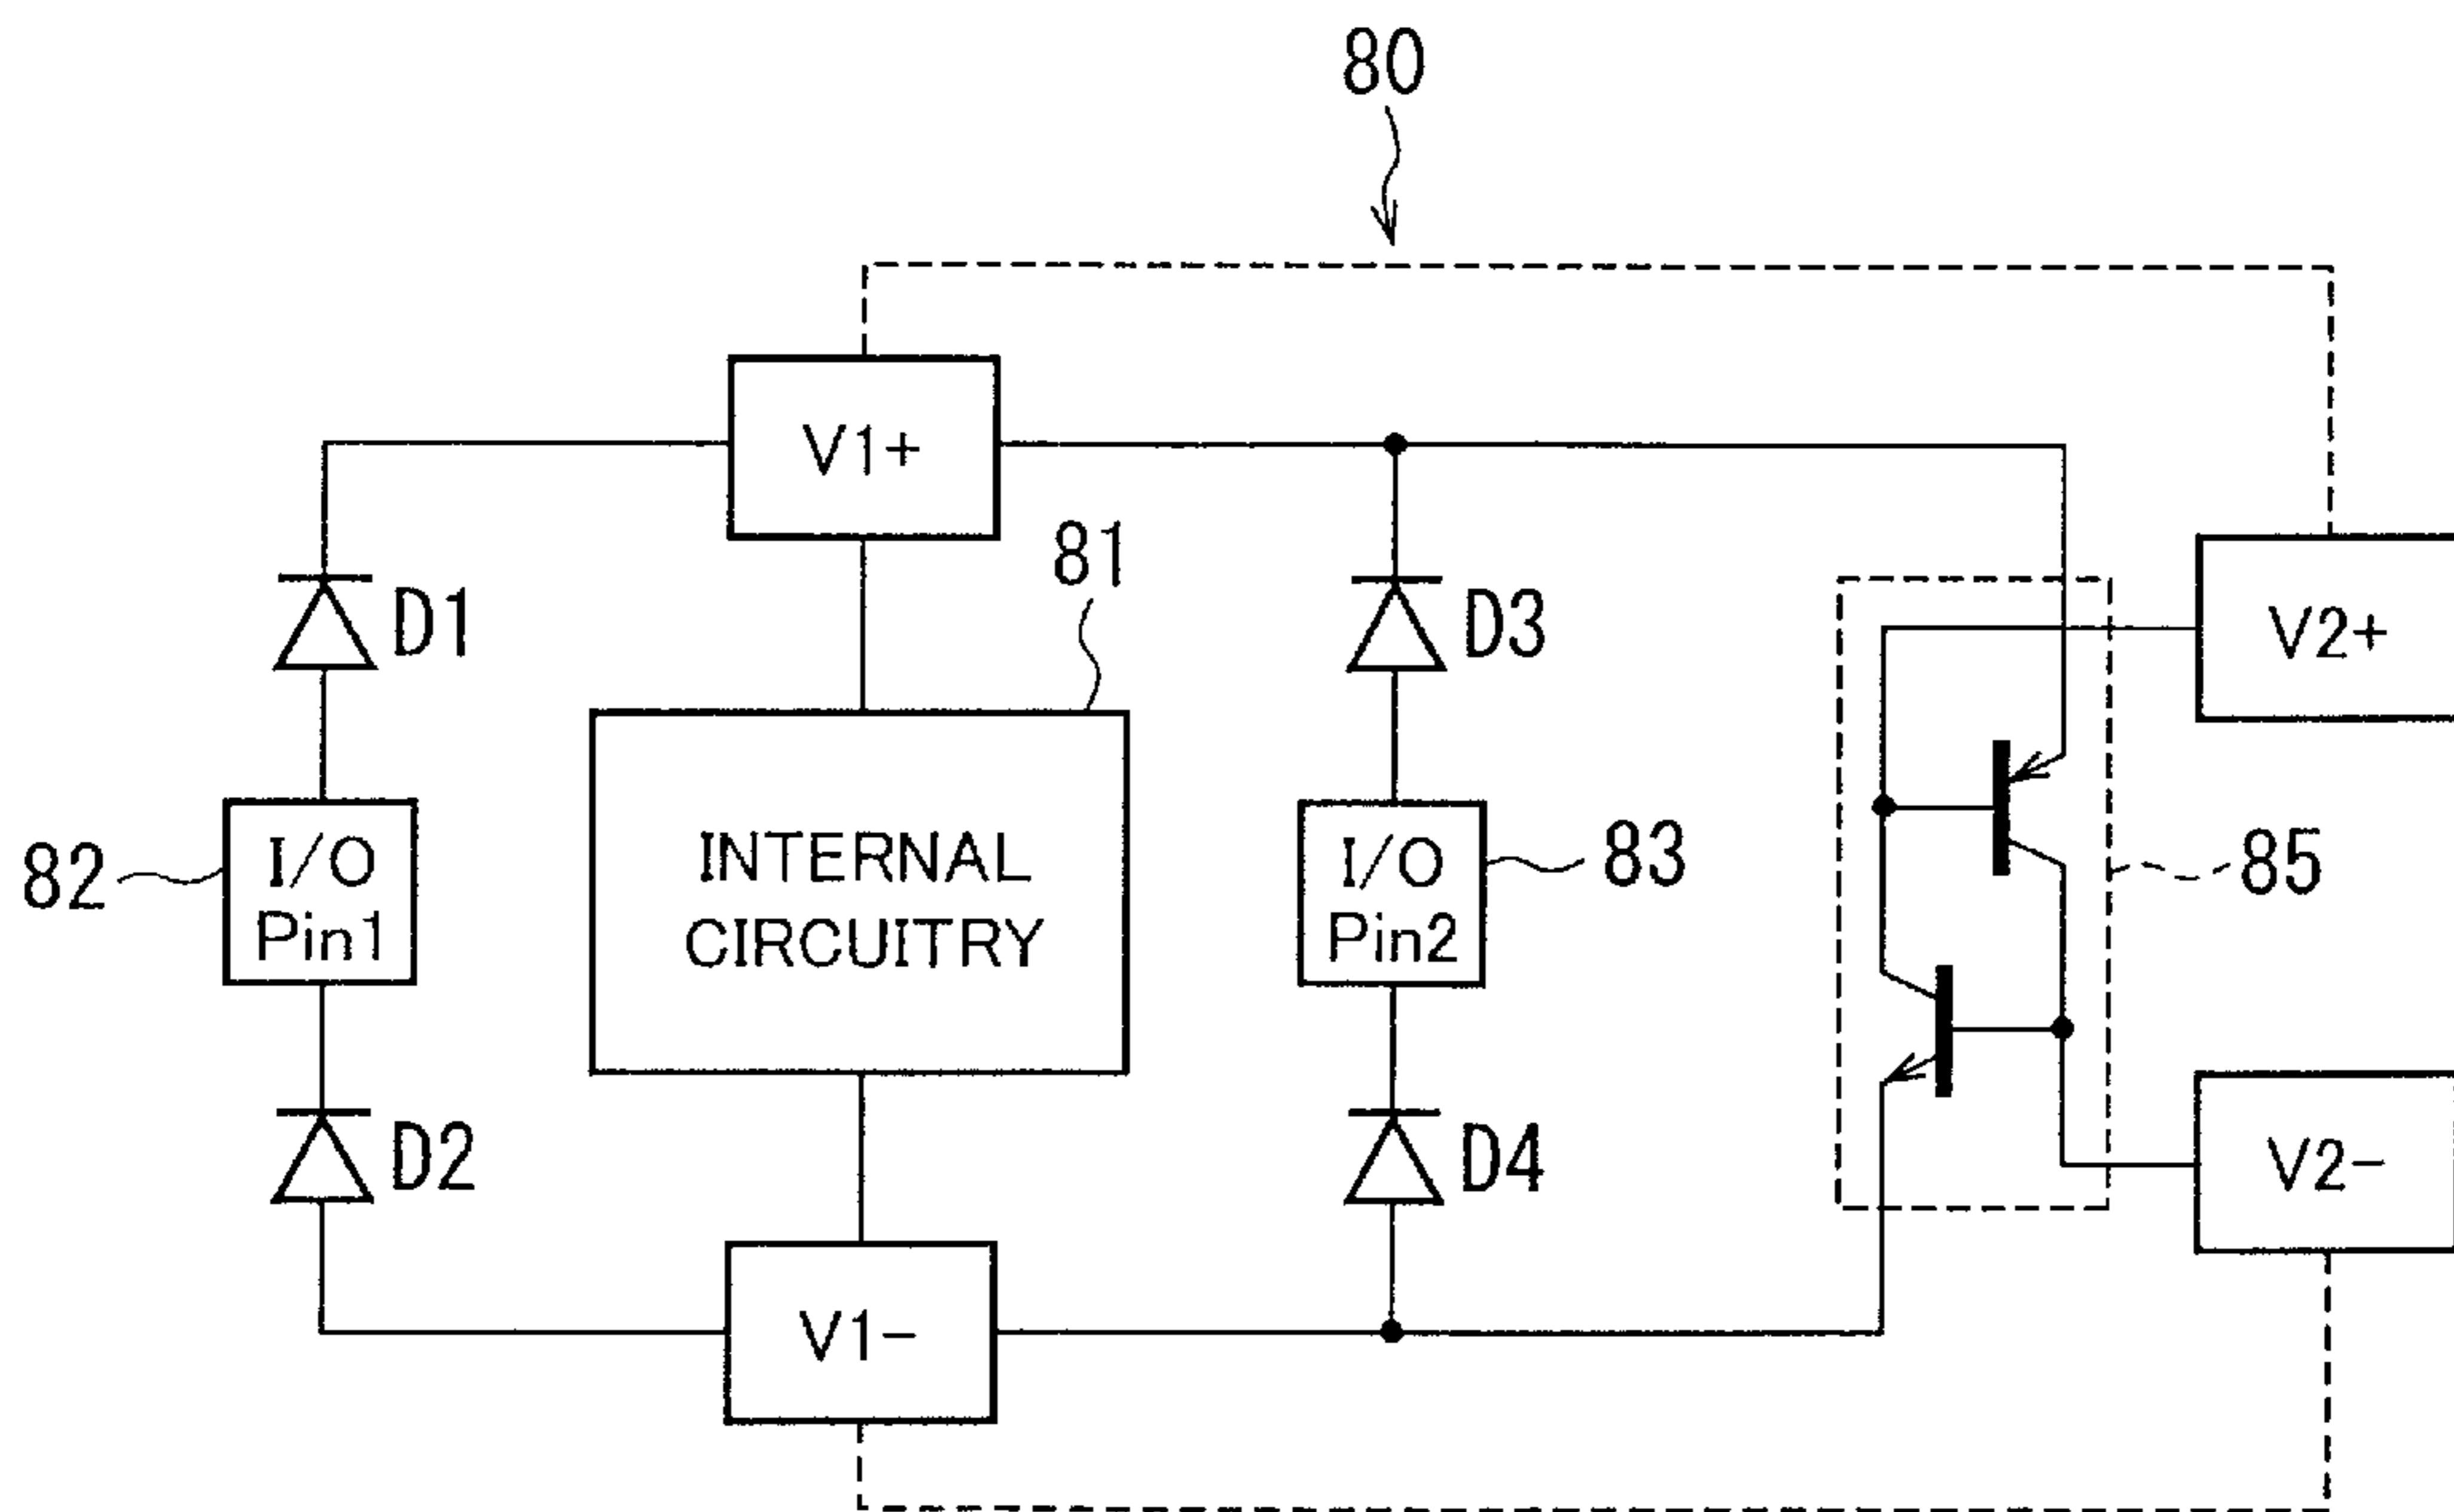 80
V1+
81
D1
D3
V2+
82
I/O
Pin1
INTERNAL
CIRCUITRY
I/O
Pin2
83
85
D2
D4
V2-
V1-